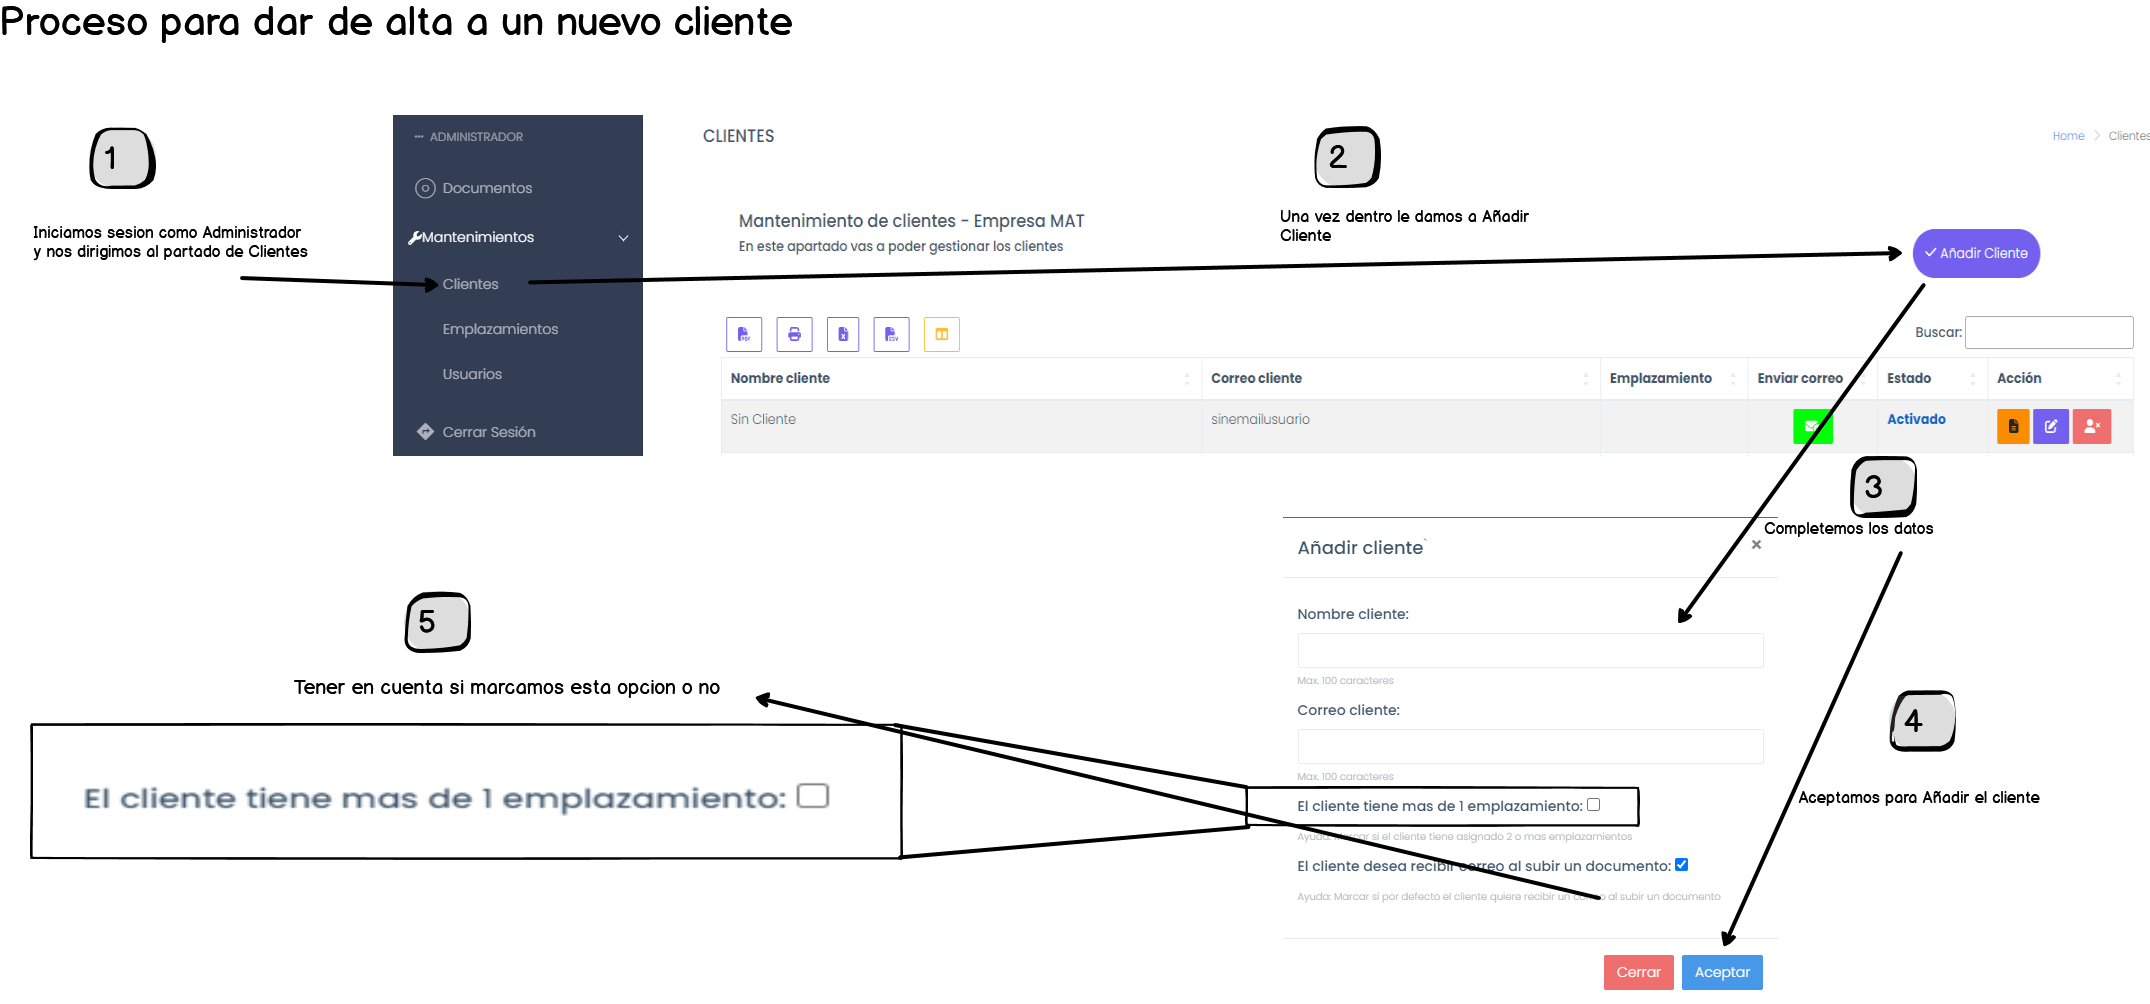 Proceso para dar de alta a un nuevo cliente
1
Iniciamos sesion como Administrador
y nos dirigimos al partado de Clientes
ADMINISTRADOR
Documentos
Mantenimientos
Clientes
Emplazamientos
Usuarios
Cerrar Sesión
CLIENTES
Home > Clientes
Mantenimiento de clientes - Empresa MAT
En este apartado vas a poder gestionar los clientes
2
Una vez dentro le damos a Añadir
Cliente
Añadir Cliente
PDF
CSV
Buscar:
Nombre cliente Correo cliente Emplazamiento Enviar correo Estado Acción
Sin Cliente sinemailusuario Activado
3
Completemos los datos
Añadir cliente`
×
Nombre cliente:
Max. 100 caracteres
Correo cliente:
Max. 100 caracteres
El cliente tiene mas de 1 emplazamiento:
Ayuda: Marcar si el cliente tiene asignado 2 o mas emplazamientos
El cliente desea recibir correo al subir un documento:
Ayuda: Marcar si por defecto el cliente quiere recibir un correo al subir un documento
Cerrar Aceptar
4
Aceptamos para Añadir el cliente
5
Tener en cuenta si marcamos esta opcion o no
El cliente tiene mas de 1 emplazamiento: